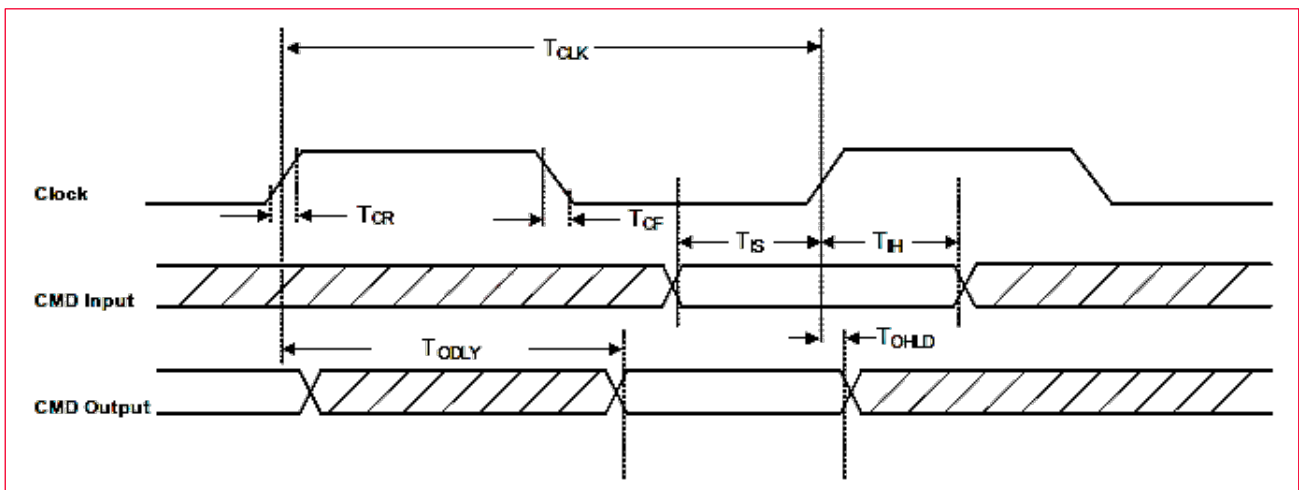 TCLK
Clock
TCR
TCF
TIS
TIH
CMD Input
TODLY
TOHLD
CMD Output